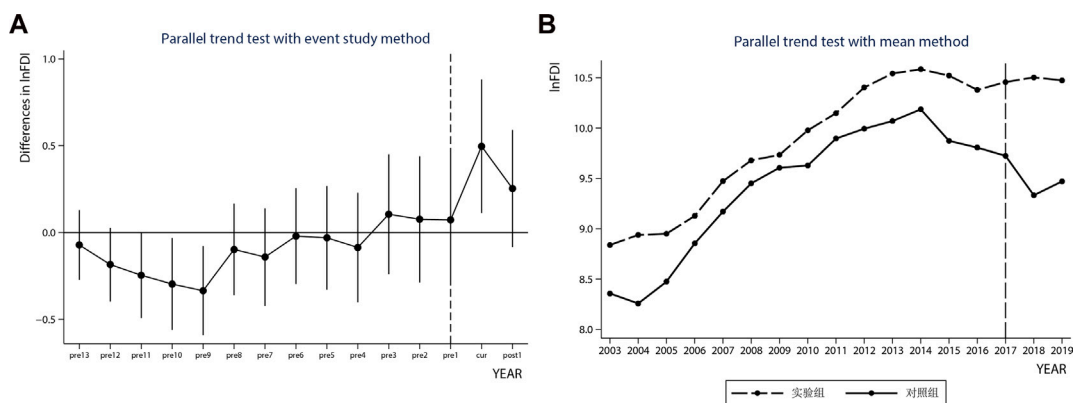 A
Parallel trend test with event study method
Differences in lnFDI
1.0
0.5
0.0
−0.5
pre13 pre12 pre11 pre10 pre9 pre8 pre7 pre6 pre5 pre4 pre3 pre2 pre1 cur post1
YEAR
B
Parallel trend test with mean method
lnFDI
10.5
10.0
9.5
9.0
8.5
8.0
2003 2004 2005 2006 2007 2008 2009 2010 2011 2012 2013 2014 2015 2016 2017 2018 2019
YEAR
实验组 对照组